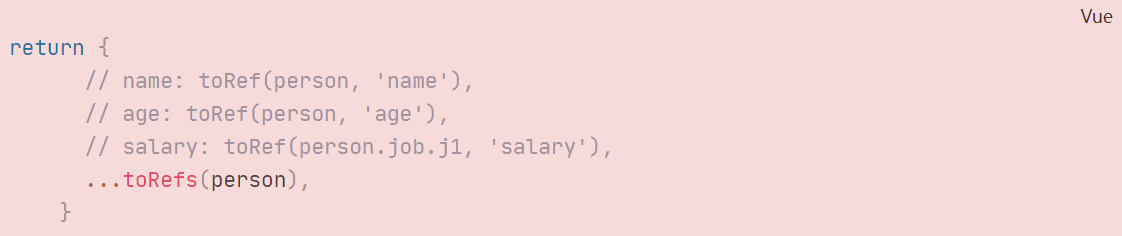 Vue
return {
      // name: toRef(person, 'name'),
      // age: toRef(person, 'age'),
      // salary: toRef(person.job.j1, 'salary'),
      ...toRefs(person),
    }